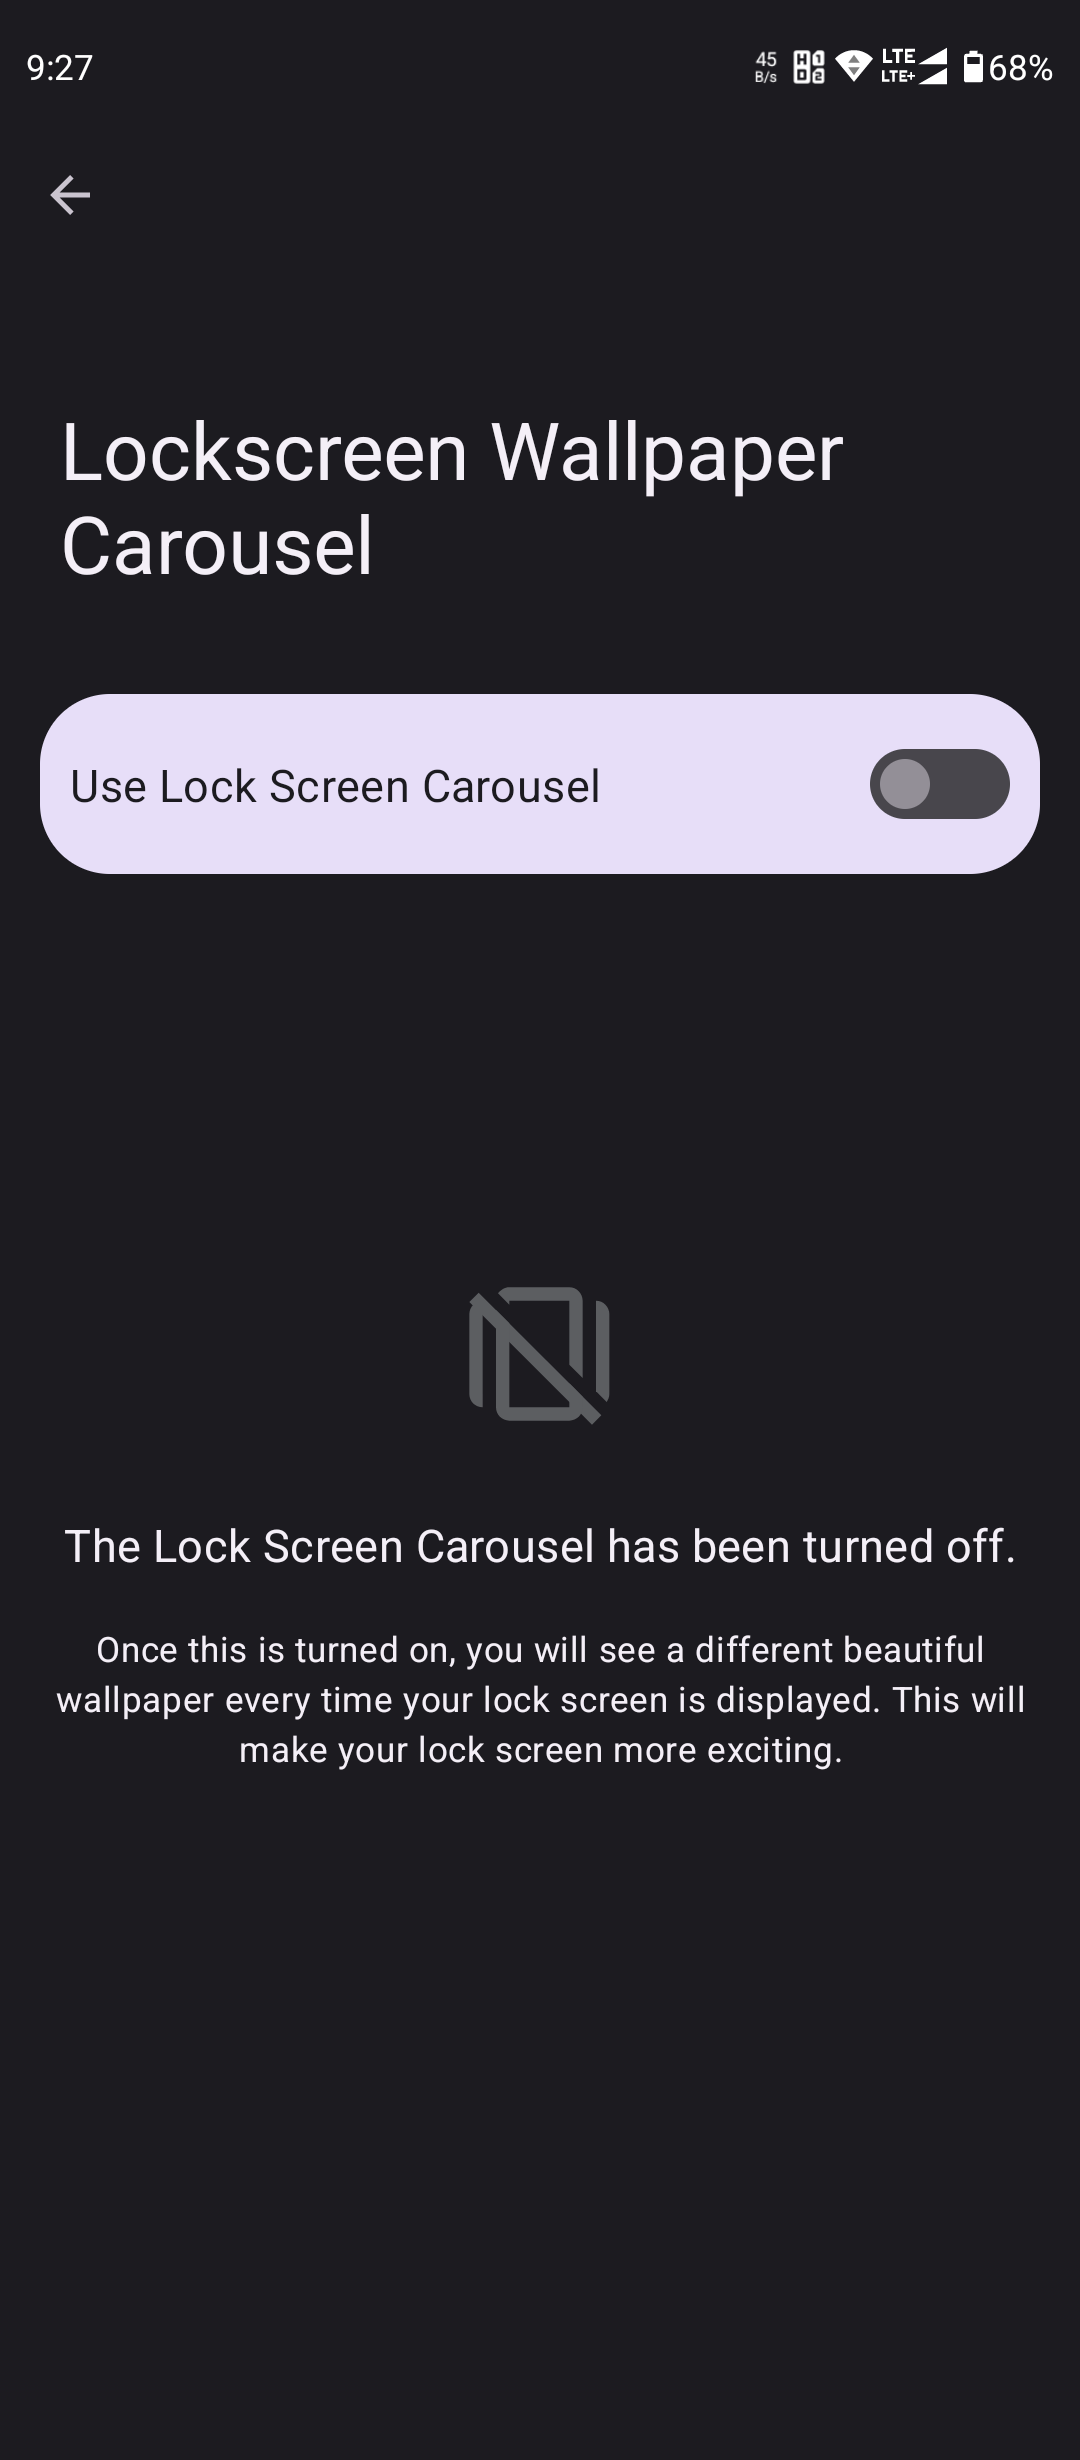 9:27
45
B/s
LTE
LTE+
68%
Lockscreen Wallpaper
Carousel
Use Lock Screen Carousel
The Lock Screen Carousel has been turned off.
Once this is turned on, you will see a different beautiful
wallpaper every time your lock screen is displayed. This will
make your lock screen more exciting.